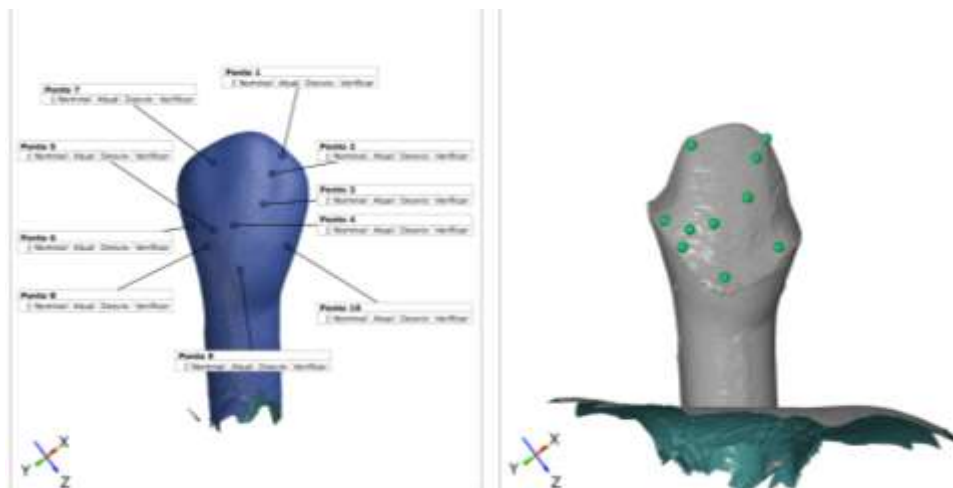 Ponto 1
Nominal Atual Desvio Verificar
Ponto 7
Nominal Atual Desvio Verificar
Ponto 5
Nominal Atual Desvio Verificar
Ponto 2
Nominal Atual Desvio Verificar
Ponto 3
Nominal Atual Desvio Verificar
Ponto 4
Nominal Atual Desvio Verificar
Ponto 6
Nominal Atual Desvio Verificar
Ponto 8
Nominal Atual Desvio Verificar
Ponto 10
Nominal Atual Desvio Verificar
Ponto
Nominal Atual Desvio Verificar
X
Y
Z
X
Y
Z